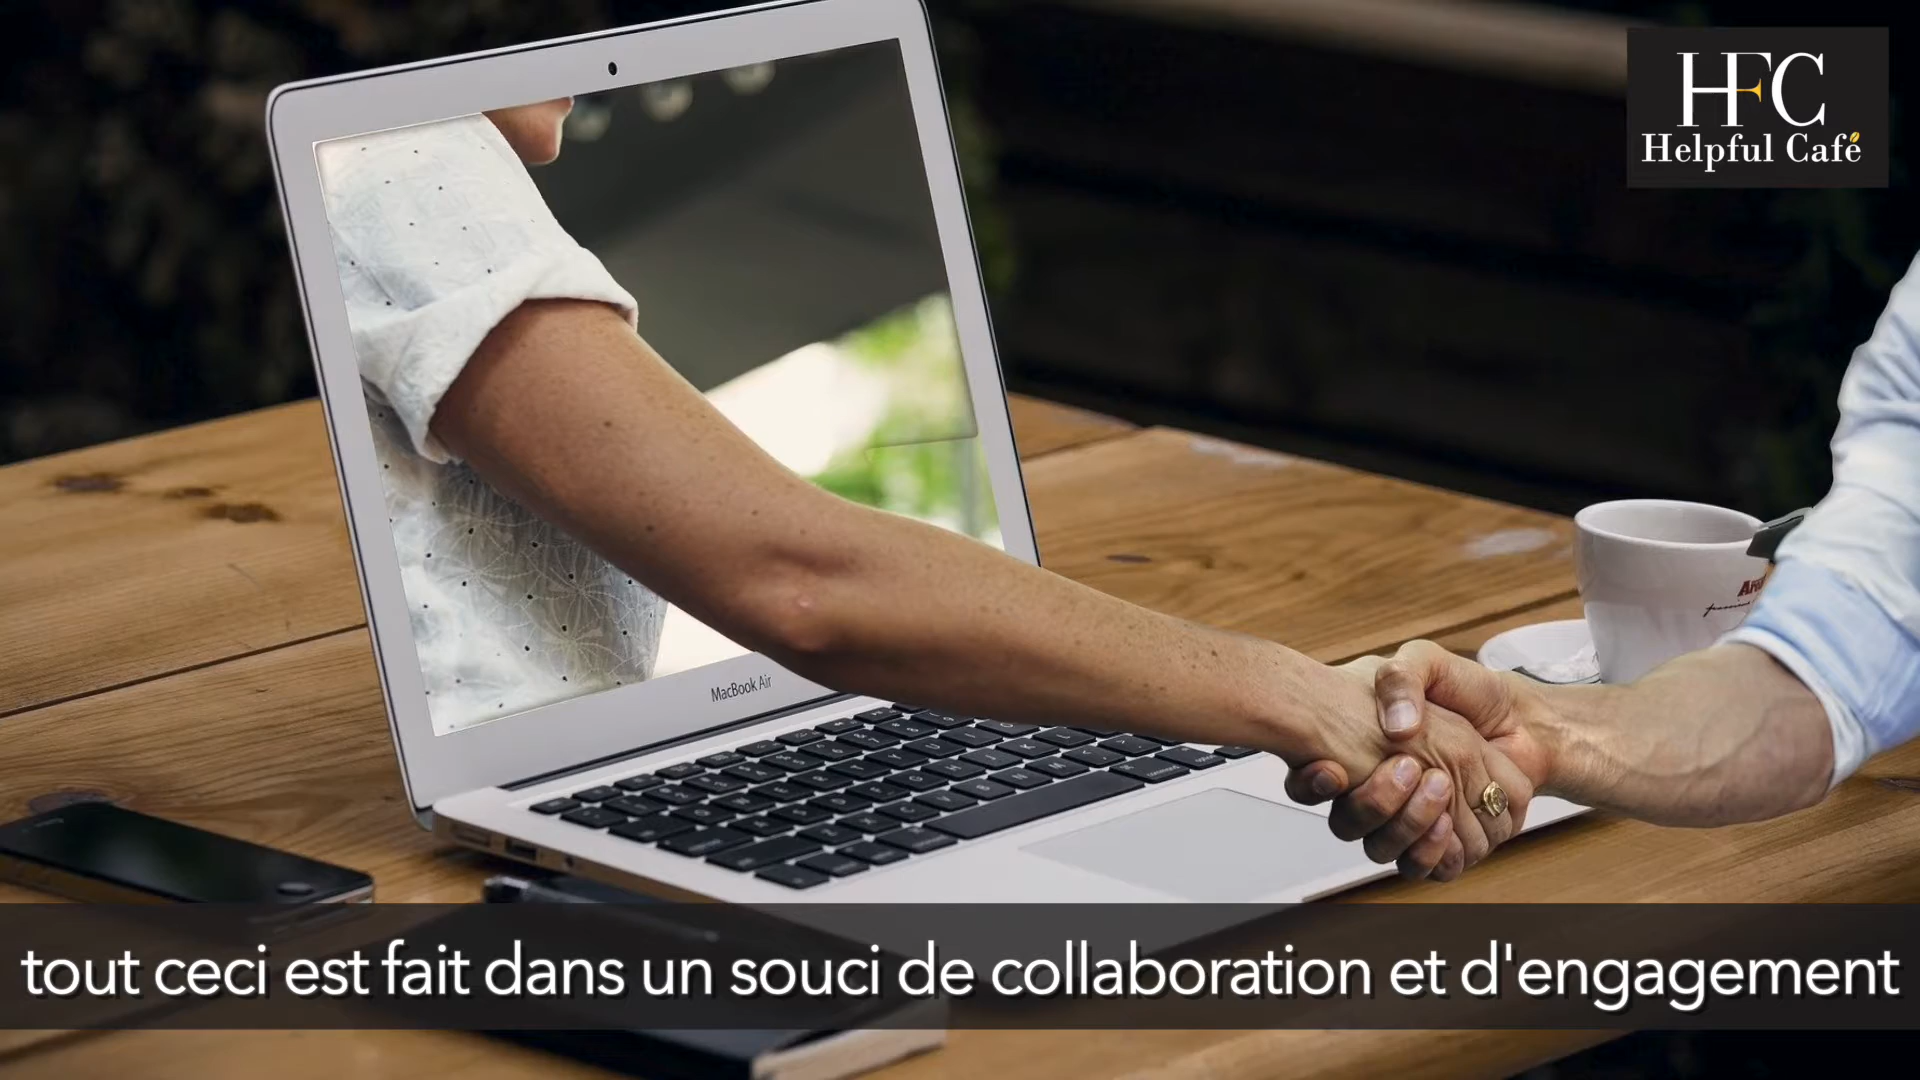 HFC
Helpful Café
MacBook Air
tout ceci est fait dans un souci de collaboration et d'engagement